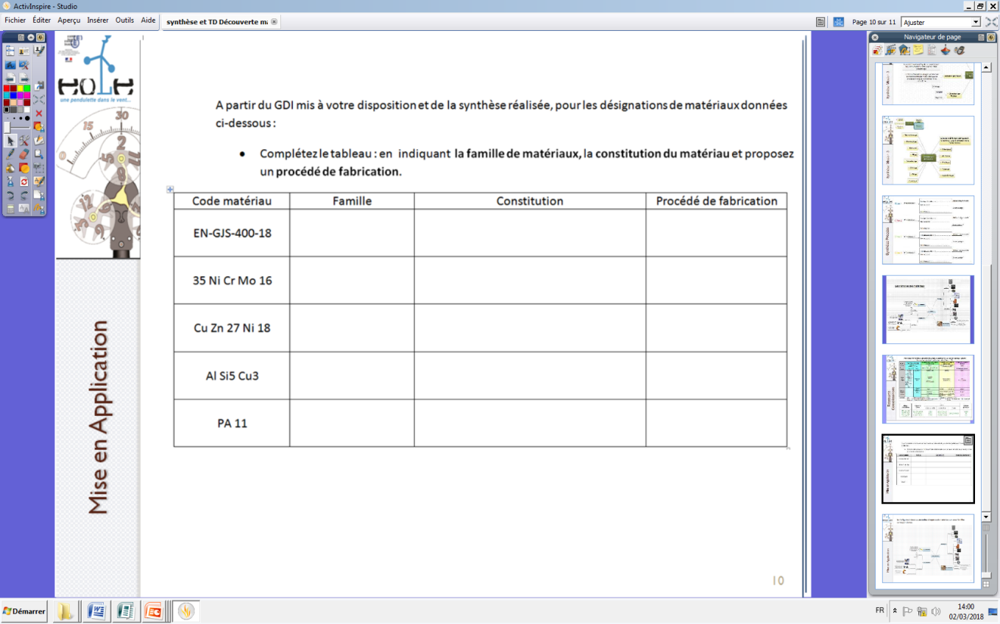 ActivInspire - Studio
Fichier Éditer Aperçu Insérer Outils Aide
synthèse et TD Découverte ma
Page 10 sur 11 Ajuster
Navigateur de page
HOLH
une pendulette dans le vent...
15 30
0 2
A partir du GDI mis à votre disposition et de la synthèse réalisée, pour les désignations de matériaux données
ci-dessous :
• Complétez le tableau : en indiquant la famille de matériaux, la constitution du matériau et proposez
un procédé de fabrication.
Code matériau Famille Constitution Procédé de fabrication
EN-GJS-400-18
35 Ni Cr Mo 16
Cu Zn 27 Ni 18
Al Si5 Cu3
PA 11
Mise en Application
10
Démarrer
FR
14:00
02/03/2018